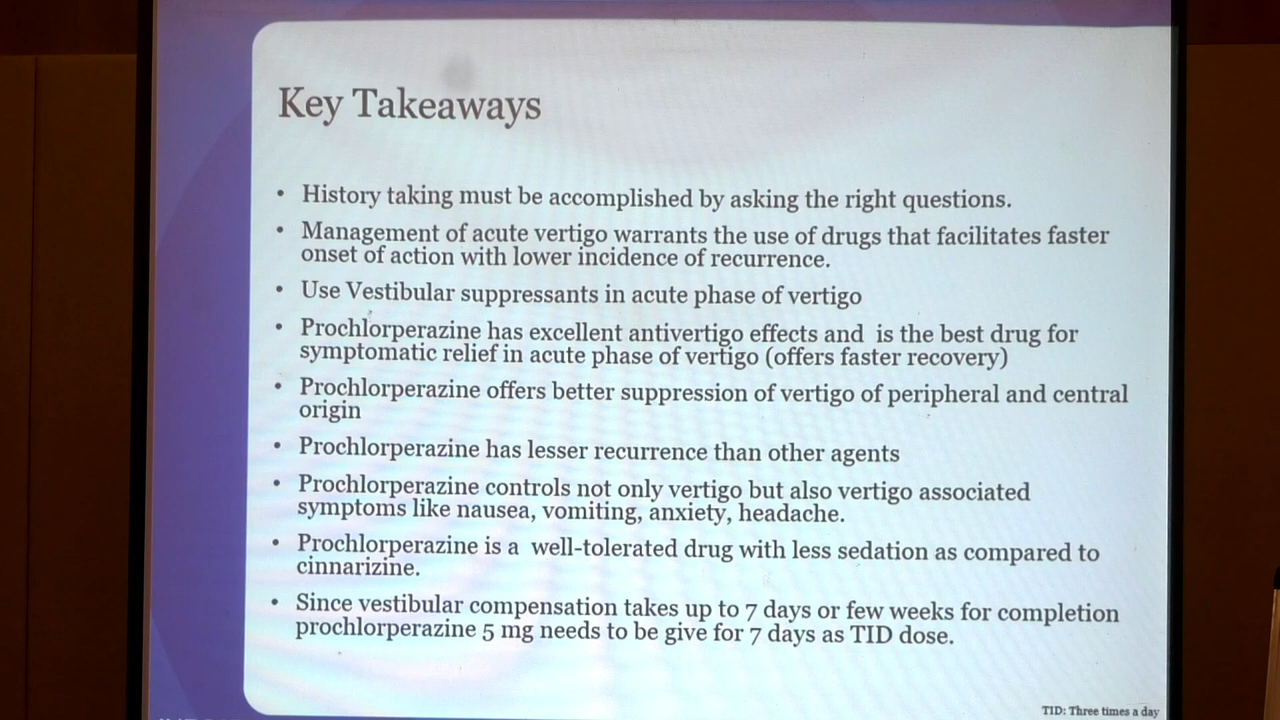 Key Takeaways
• History taking must be accomplished by asking the right questions.
• Management of acute vertigo warrants the use of drugs that facilitates faster
onset of action with lower incidence of recurrence.
• Use Vestibular suppressants in acute phase of vertigo
• Prochlorperazine has excellent antivertigo effects and is the best drug for
symptomatic relief in acute phase of vertigo (offers faster recovery)
• Prochlorperazine offers better suppression of vertigo of peripheral and central
origin
• Prochlorperazine has lesser recurrence than other agents
• Prochlorperazine controls not only vertigo but also vertigo associated
symptoms like nausea, vomiting, anxiety, headache.
• Prochlorperazine is a well-tolerated drug with less sedation as compared to
cinnarizine.
• Since vestibular compensation takes up to 7 days or few weeks for completion
prochlorperazine 5 mg needs to be give for 7 days as TID dose.
TID: Three times a day